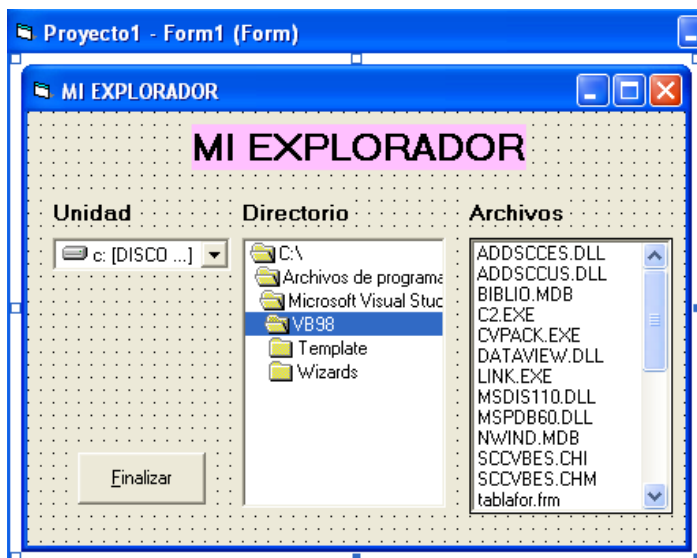 Proyecto1 - Form1 (Form)
MI EXPLORADOR
MI EXPLORADOR
Unidad
Directorio
Archivos
c: [DISCO ...]
C:\
Archivos de programa
Microsoft Visual Stuc
VB98
Template
Wizards
ADDSCCES.DLL
ADDSCCUS.DLL
BIBLIO.MDB
C2.EXE
CVPACK.EXE
DATAVIEW.DLL
LINK.EXE
MSDIS110.DLL
MSPDB60.DLL
NWIND.MDB
SCCVBES.CHI
SCCVBES.CHM
tablafor.frm
Finalizar